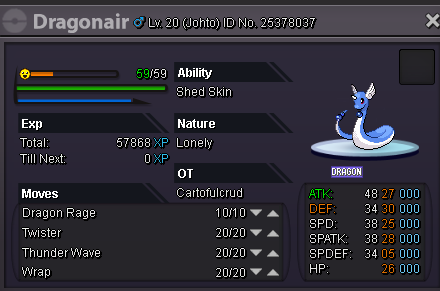 Dragonair ♂ Lv. 20 (Johto) ID No. 25378037
59/59
Ability
Shed Skin
Exp
Total: 57868 XP
Till Next: 0 XP
Nature
Lonely
OT
Cartofulcrud
DRAGON
Moves
Dragon Rage 10/10
Twister 20/20
Thunder Wave 20/20
Wrap 20/20
ATK: 48 27 000
DEF: 34 30 000
SPD: 38 25 000
SPATK: 38 28 000
SPDEF: 34 05 000
HP: 26 000